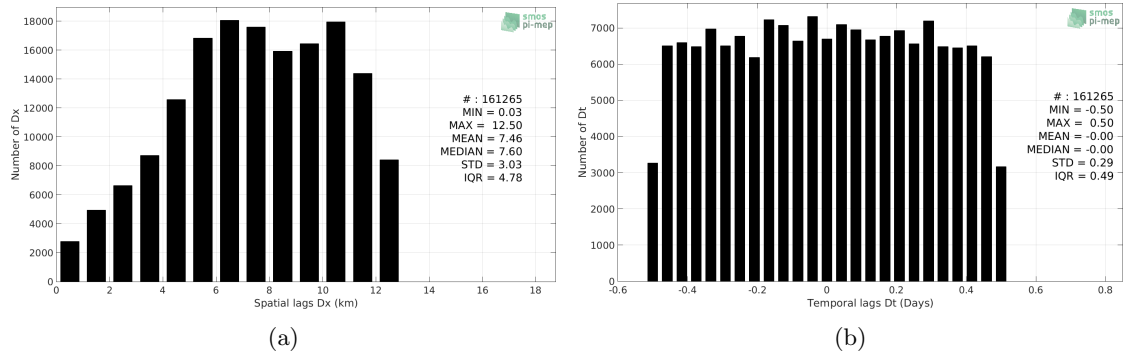 smos
pi-mep
18000
16000
14000
12000
10000
8000
6000
4000
2000
0
Number of Dx
# : 161265
MIN = 0.03
MAX = 12.50
MEAN = 7.46
MEDIAN = 7.60
STD = 3.03
IQR = 4.78
0 2 4 6 8 10 12 14 16 18
Spatial lags Dx (km)
(a)
smos
pi-mep
7000
6000
5000
4000
3000
2000
1000
0
Number of Dt
# : 161265
MIN = -0.50
MAX = 0.50
MEAN = -0.00
MEDIAN = -0.00
STD = 0.29
IQR = 0.49
-0.6 -0.4 -0.2 0 0.2 0.4 0.6 0.8
Temporal lags Dt (Days)
(b)